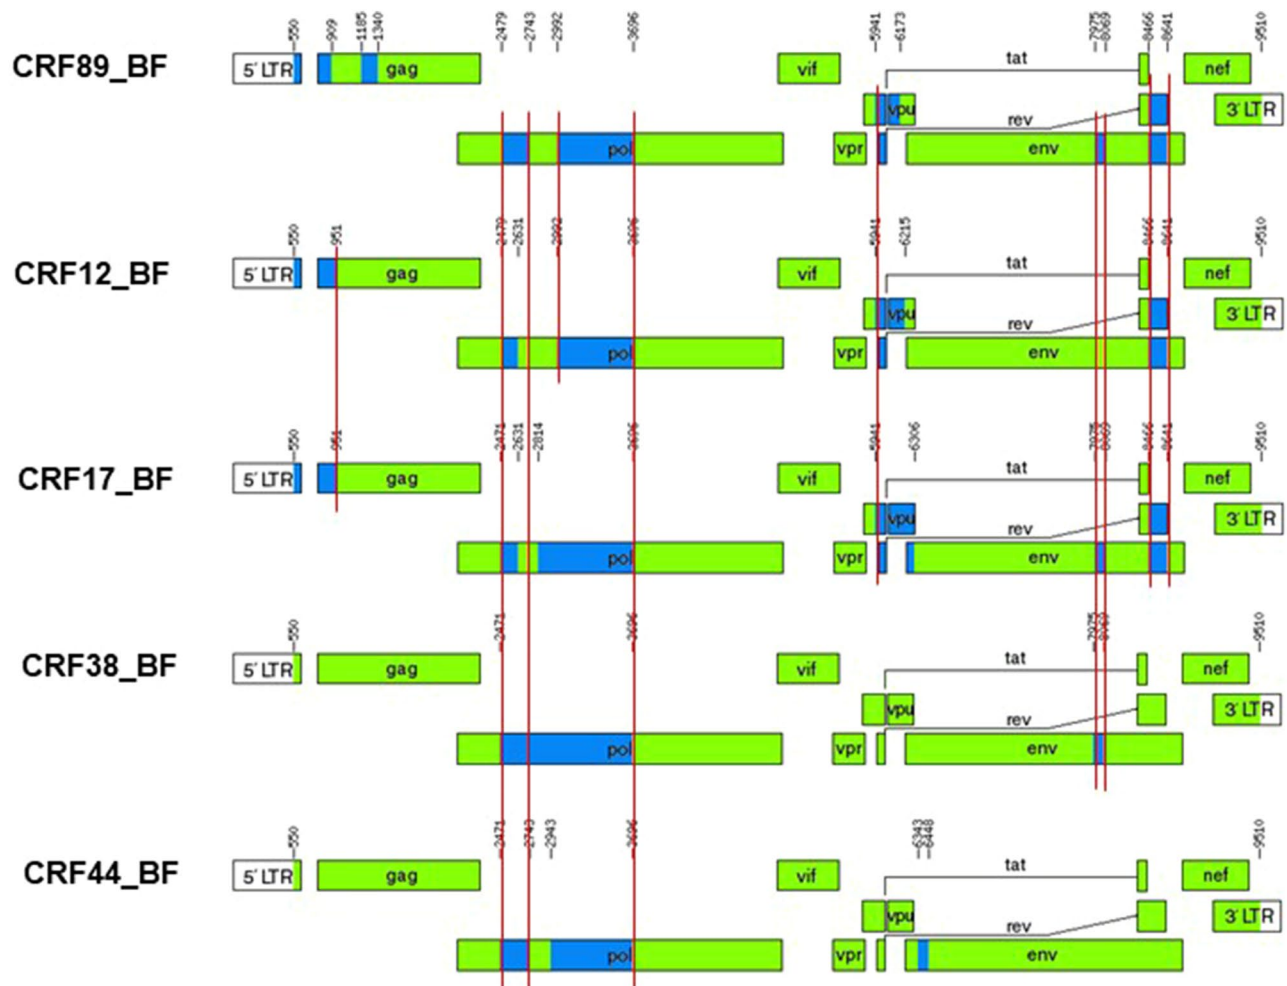 −550 −909 −1185 −1340 −2479 −2743 −2992 −3696 −5941 −6173 −7975 −8069 −8466 −8641 −9510
CRF89_BF 5´ LTR gag vif tat nef
vpu rev 3´ LTR
pol vpr env
−550 951 −2479 −2631 −2992 −3696 −5941 −6215 −8466 −8641 −9510
CRF12_BF 5´ LTR gag vif tat nef
vpu rev 3´ LTR
pol vpr env
−550 951 −2471 −2631 −2814 −3696 −5941 −6306 −7975 −8069 −8466 −8641 −9510
CRF17_BF 5´ LTR gag vif tat nef
vpu rev 3´ LTR
pol vpr env
−550 −2471 −3696 −7975 −8069 −9510
CRF38_BF 5´ LTR gag vif tat nef
vpu rev 3´ LTR
pol vpr env
−550 −2471 −2743 −2943 −3696 −6343 −6448 −9510
CRF44_BF 5´ LTR gag vif tat nef
vpu rev 3´ LTR
pol vpr env